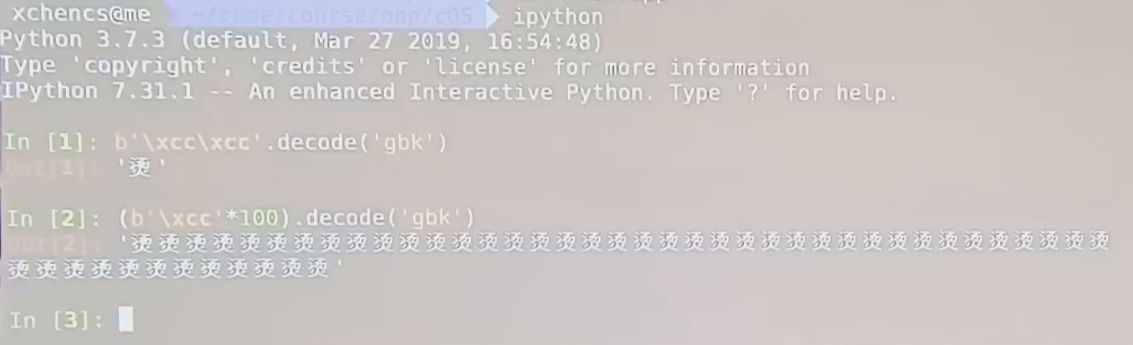 xchencs@me ~/code/course/oop/c05 ipython
Python 3.7.3 (default, Mar 27 2019, 16:54:48)
Type 'copyright', 'credits' or 'license' for more information
IPython 7.31.1 -- An enhanced Interactive Python. Type '?' for help.
In [1]: b'\xcc\xcc'.decode('gbk')
Out[1]: '烫'
In [2]: (b'\xcc'*100).decode('gbk')
Out[2]: '烫烫烫烫烫烫烫烫烫烫烫烫烫烫烫烫烫烫烫烫烫烫烫烫烫烫烫烫烫烫烫烫烫烫烫烫烫烫
烫烫烫烫烫烫烫烫烫烫烫烫'
In [3]: